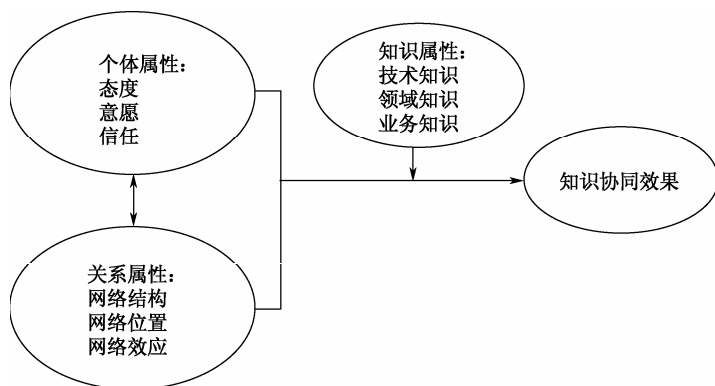 个体属性：
态度
意愿
信任
知识属性：
技术知识
领域知识
业务知识
知识协同效果
关系属性：
网络结构
网络位置
网络效应